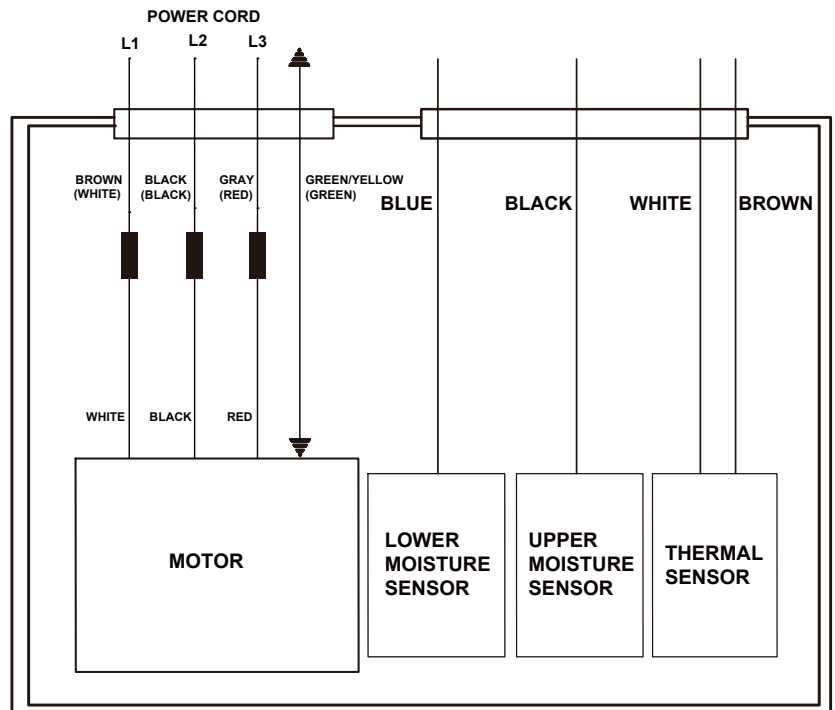 POWER CORD
L1 L2 L3
BROWN
(WHITE)
BLACK
(BLACK)
GRAY
(RED)
GREEN/YELLOW
(GREEN)
BLUE
BLACK
WHITE
BROWN
WHITE
BLACK
RED
MOTOR
LOWER
MOISTURE
SENSOR
UPPER
MOISTURE
SENSOR
THERMAL
SENSOR